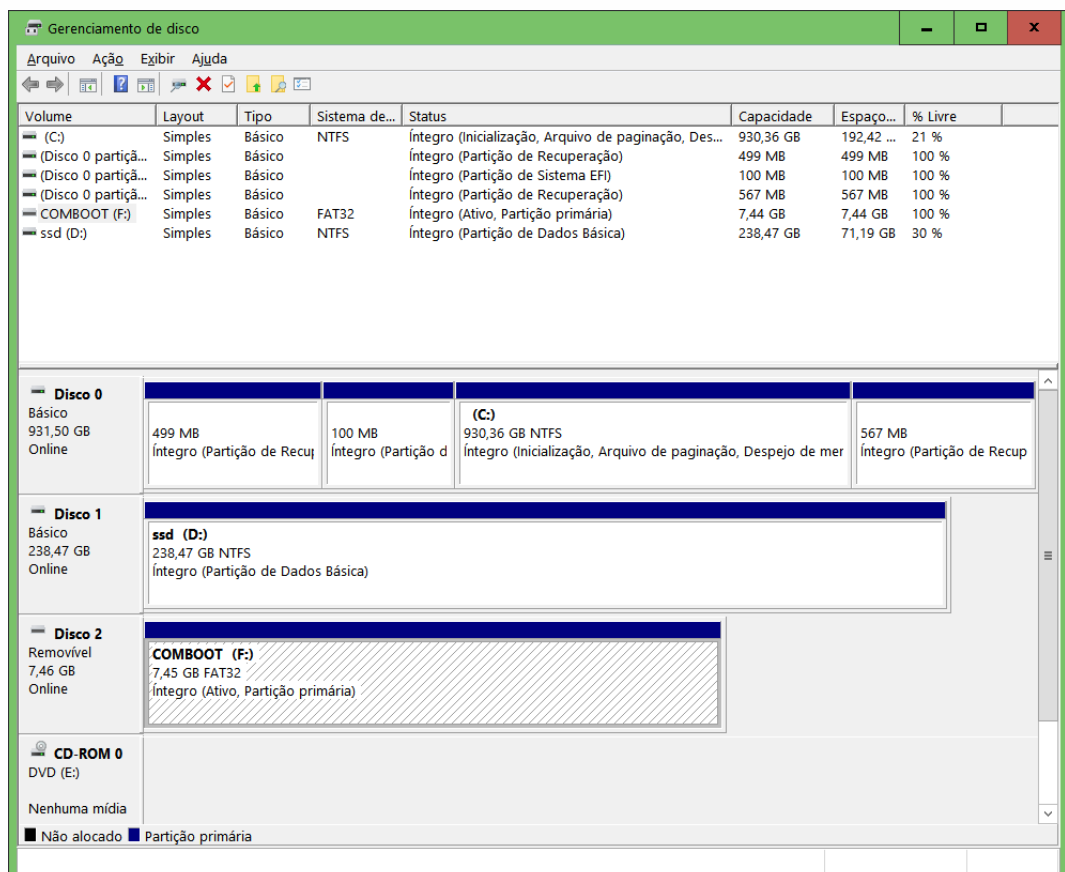 Gerenciamento de disco
Arquivo Ação Exibir Ajuda
Volume Layout Tipo Sistema de... Status Capacidade Espaço... % Livre
(C:) Simples Básico NTFS Íntegro (Inicialização, Arquivo de paginação, Des... 930,36 GB 192,42 ... 21 %
(Disco 0 partiçã... Simples Básico Íntegro (Partição de Recuperação) 499 MB 499 MB 100 %
(Disco 0 partiçã... Simples Básico Íntegro (Partição de Sistema EFI) 100 MB 100 MB 100 %
(Disco 0 partiçã... Simples Básico Íntegro (Partição de Recuperação) 567 MB 567 MB 100 %
COMBOOT (F:) Simples Básico FAT32 Íntegro (Ativo, Partição primária) 7,44 GB 7,44 GB 100 %
ssd (D:) Simples Básico NTFS Íntegro (Partição de Dados Básica) 238,47 GB 71,19 GB 30 %
Disco 0
Básico
931,50 GB
Online
499 MB
Íntegro (Partição de Recup
100 MB
Íntegro (Partição d
(C:)
930,36 GB NTFS
Íntegro (Inicialização, Arquivo de paginação, Despejo de mer
567 MB
Íntegro (Partição de Recup
Disco 1
Básico
238,47 GB
Online
ssd (D:)
238,47 GB NTFS
Íntegro (Partição de Dados Básica)
Disco 2
Removível
7,46 GB
Online
COMBOOT (F:)
7,45 GB FAT32
Íntegro (Ativo, Partição primária)
CD-ROM 0
DVD (E:)
Nenhuma mídia
Não alocado Partição primária